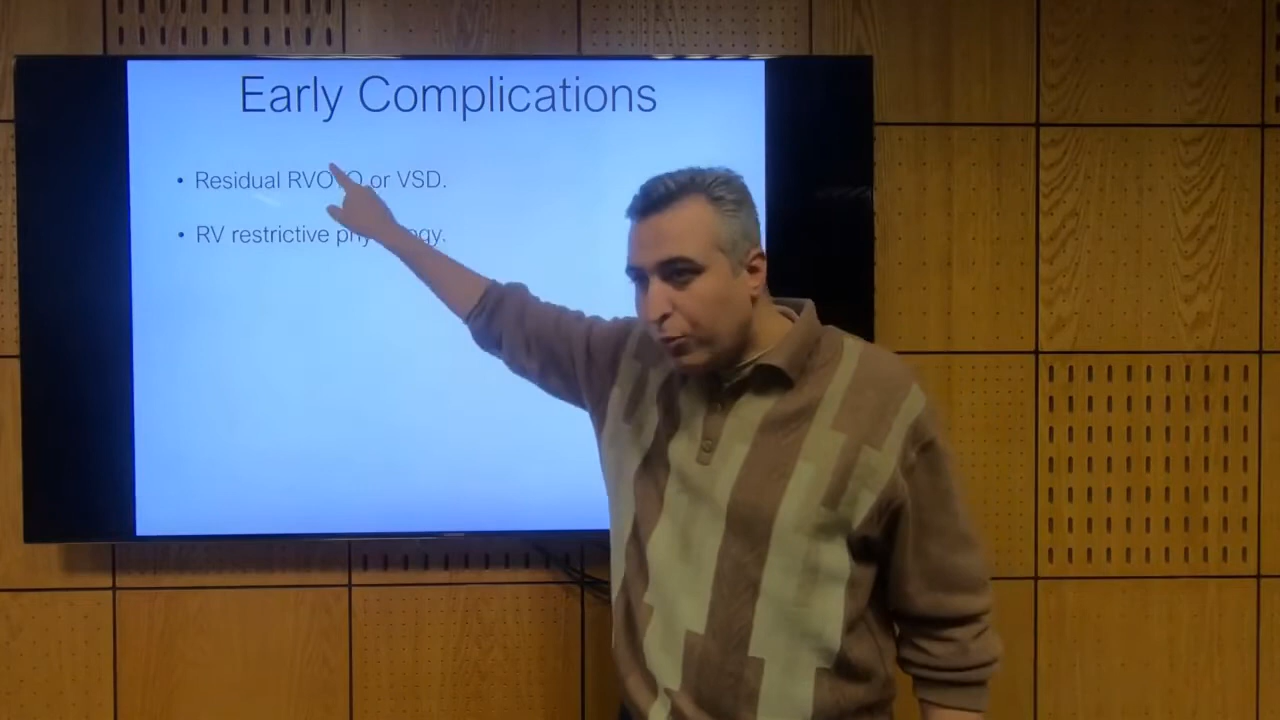 Early Complications
• Residual or VSD.
• RV restrictive